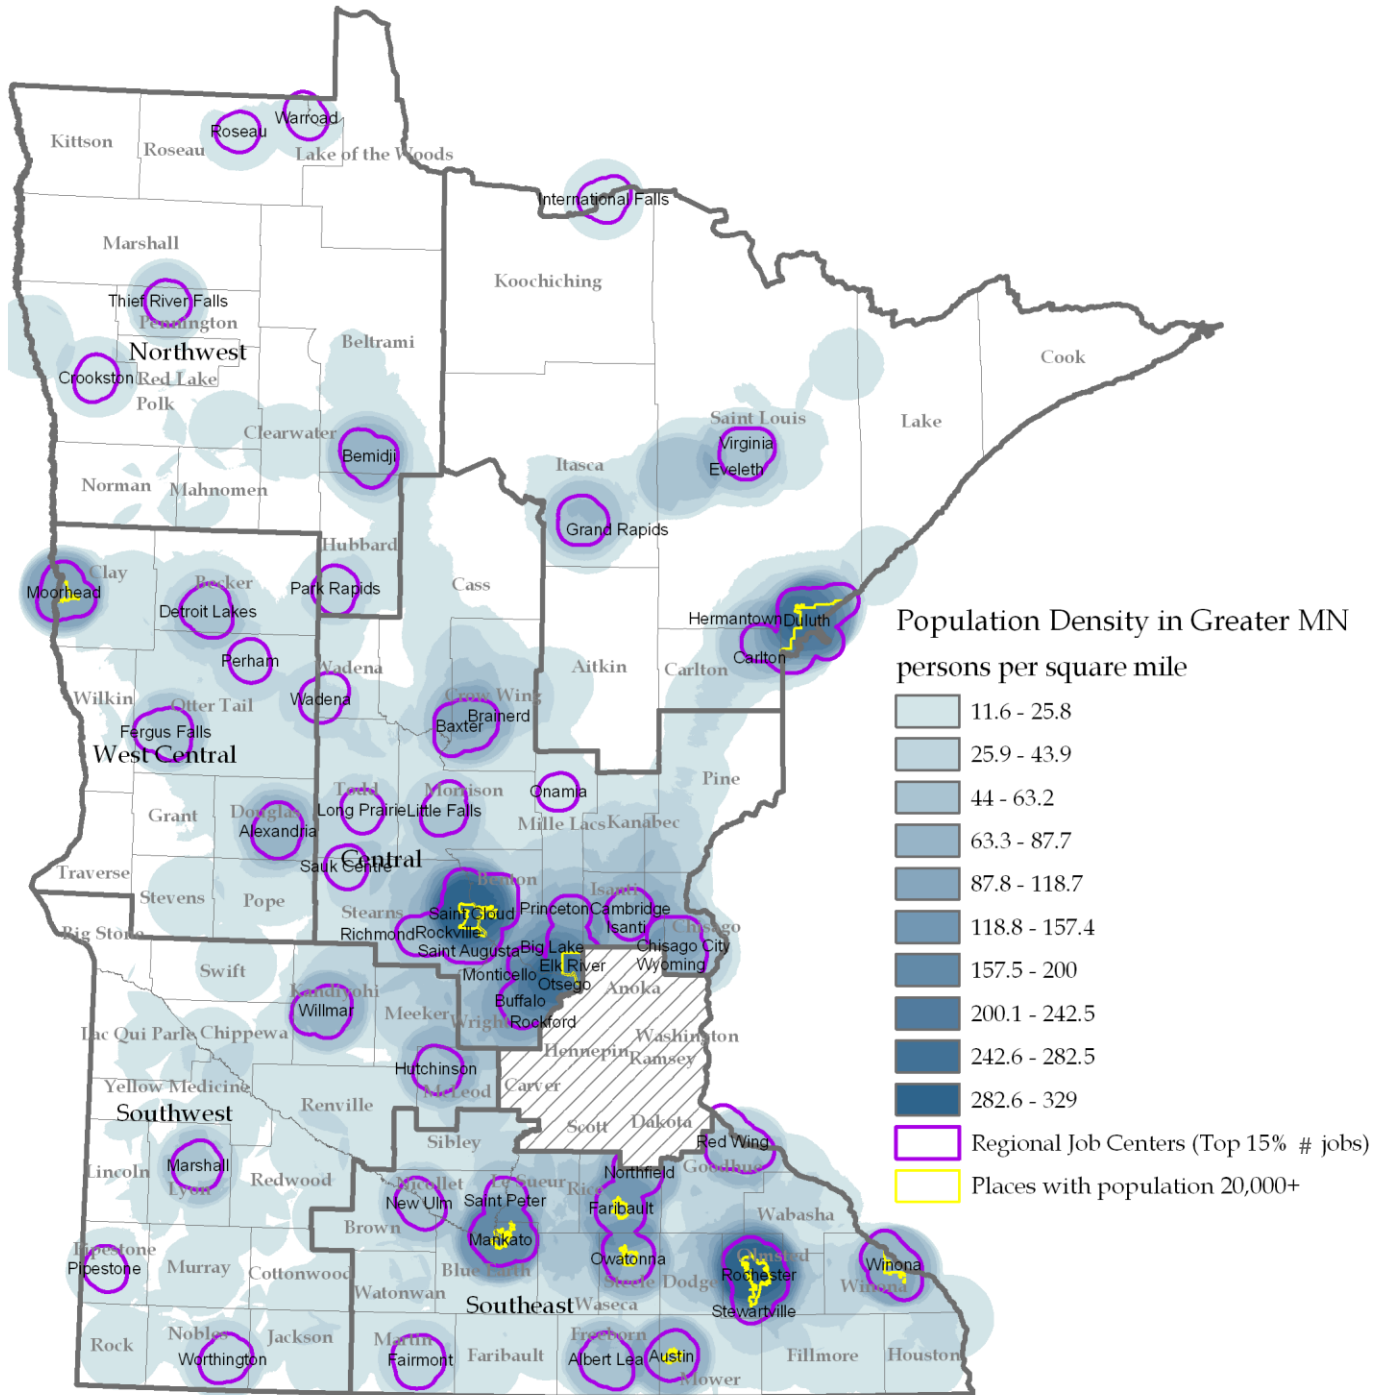 Warroad
Roseau
Kittson
Roseau
Lake of the Woods
International Falls
Marshall
Koochiching
Thief River Falls
Pennington
Beltrami
Northwest
Cook
Crookston
Red Lake
Polk
Saint Louis
Lake
Clearwater
Virginia
Bemidji
Itasca
Eveleth
Norman
Mahnomen
Grand Rapids
Hubbard
Clay
Becker
Cass
Park Rapids
Moorhead
Detroit Lakes
Hermantown
Duluth
Population Density in Greater MN
Perham
Wadena
Aitkin
Carlton
Carlton
persons per square mile
Wilkin
Otter Tail
Wadena
Crow Wing
Brainerd
Baxter
11.6 - 25.8
Fergus Falls
West Central
25.9 - 43.9
Pine
Todd
Morrison
Onamia
44 - 63.2
Grant
Douglas
Long Prairie
Little Falls
Mille Lacs
Kanabec
Alexandria
63.3 - 87.7
Central
Sauk Centre
Traverse
Benton
87.8 - 118.7
Stevens
Pope
Isanti
Stearns
Saint Cloud
Princeton
Cambridge
118.8 - 157.4
Big Stone
Richmond
Rockville
Isanti
Chisago
Saint Augusta
Big Lake
Chisago City
Swift
Monticello
Elk River
Wyoming
157.5 - 200
Otsego
Kandiyohi
Anoka
Willmar
Meeker
Buffalo
200.1 - 242.5
Lac Qui Parle
Chippewa
Wright
Rockford
Washington
Hennepin
Ramsey
242.6 - 282.5
Hutchinson
Yellow Medicine
McLeod
Carver
282.6 - 329
Southwest
Renville
Scott
Dakota
Sibley
Red Wing
Regional Job Centers (Top 15% # jobs)
Marshall
Goodhue
Lincoln
Lyon
Redwood
Nicollet
Le Sueur
Rice
Northfield
Places with population 20,000+
New Ulm
Saint Peter
Faribault
Wabasha
Brown
Mankato
Pipestone
Owatonna
Olmsted
Pipestone
Murray
Cottonwood
Blue Earth
Steele
Dodge
Rochester
Winona
Watonwan
Winona
Southeast
Waseca
Stewartville
Rock
Nobles
Jackson
Martin
Freeborn
Worthington
Fairmont
Faribault
Albert Lea
Austin
Fillmore
Houston
Mower